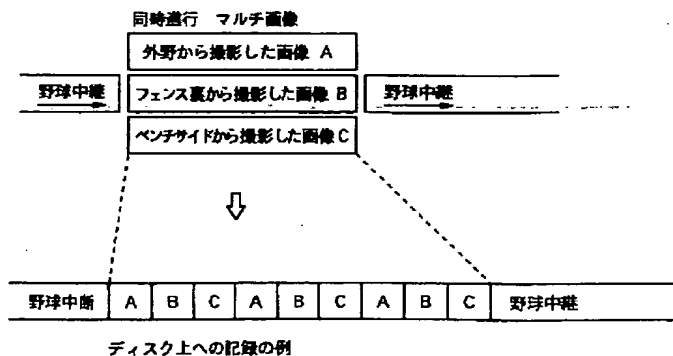 同時進行 マルチ画像
外野から撮影した画像 A
野球中継 フェンス裏から撮影した画像 B 野球中継
ベンチサイドから撮影した画像 C
野球中断 A B C A B C A B C 野球中継
ディスク上への記録の例